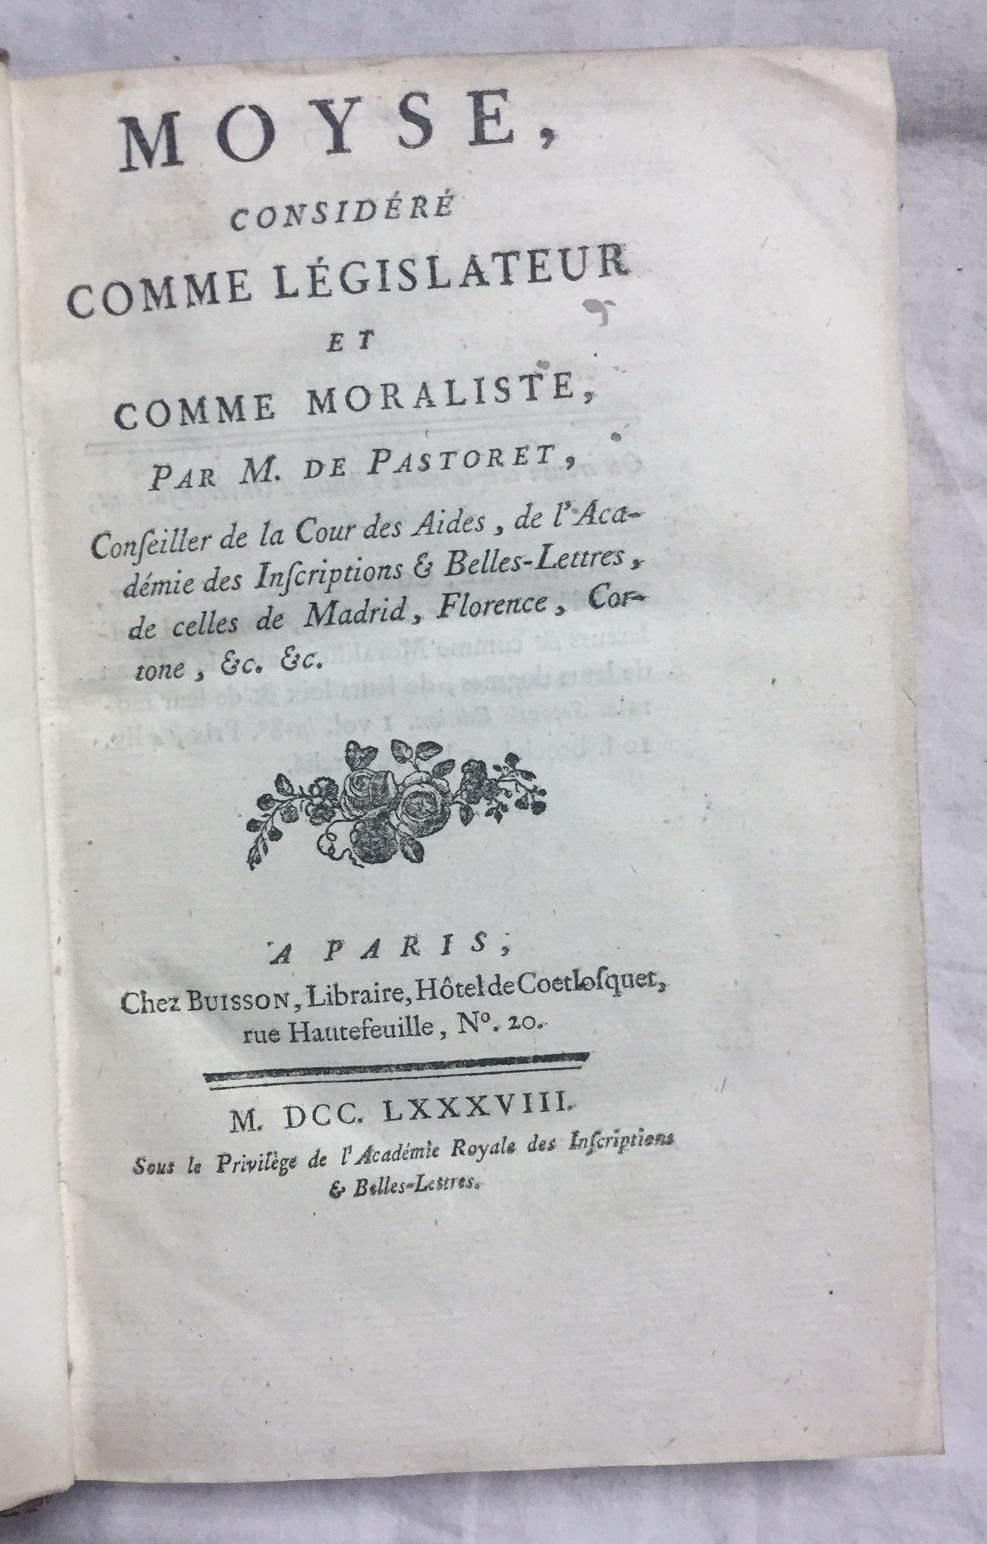 MOYSE,
CONSIDÉRÉ
COMME LÉGISLATEUR
ET
COMME MORALISTE,
PAR M. DE PASTORET,
Conſeiller de la Cour des Aides, de l'Aca-
démie des Inſcriptions & Belles-Lettres,
de celles de Madrid, Florence, Cor-
tone, &c. &c.
A PARIS,
Chez BUISSON, Libraire, Hôtel de Coetloſquet,
rue Hautefeuille, Nº. 20.
M. DCC. LXXXVIII.
Sous le Privilège de l'Académie Royale des Inſcriptions
& Belles-Lettres.